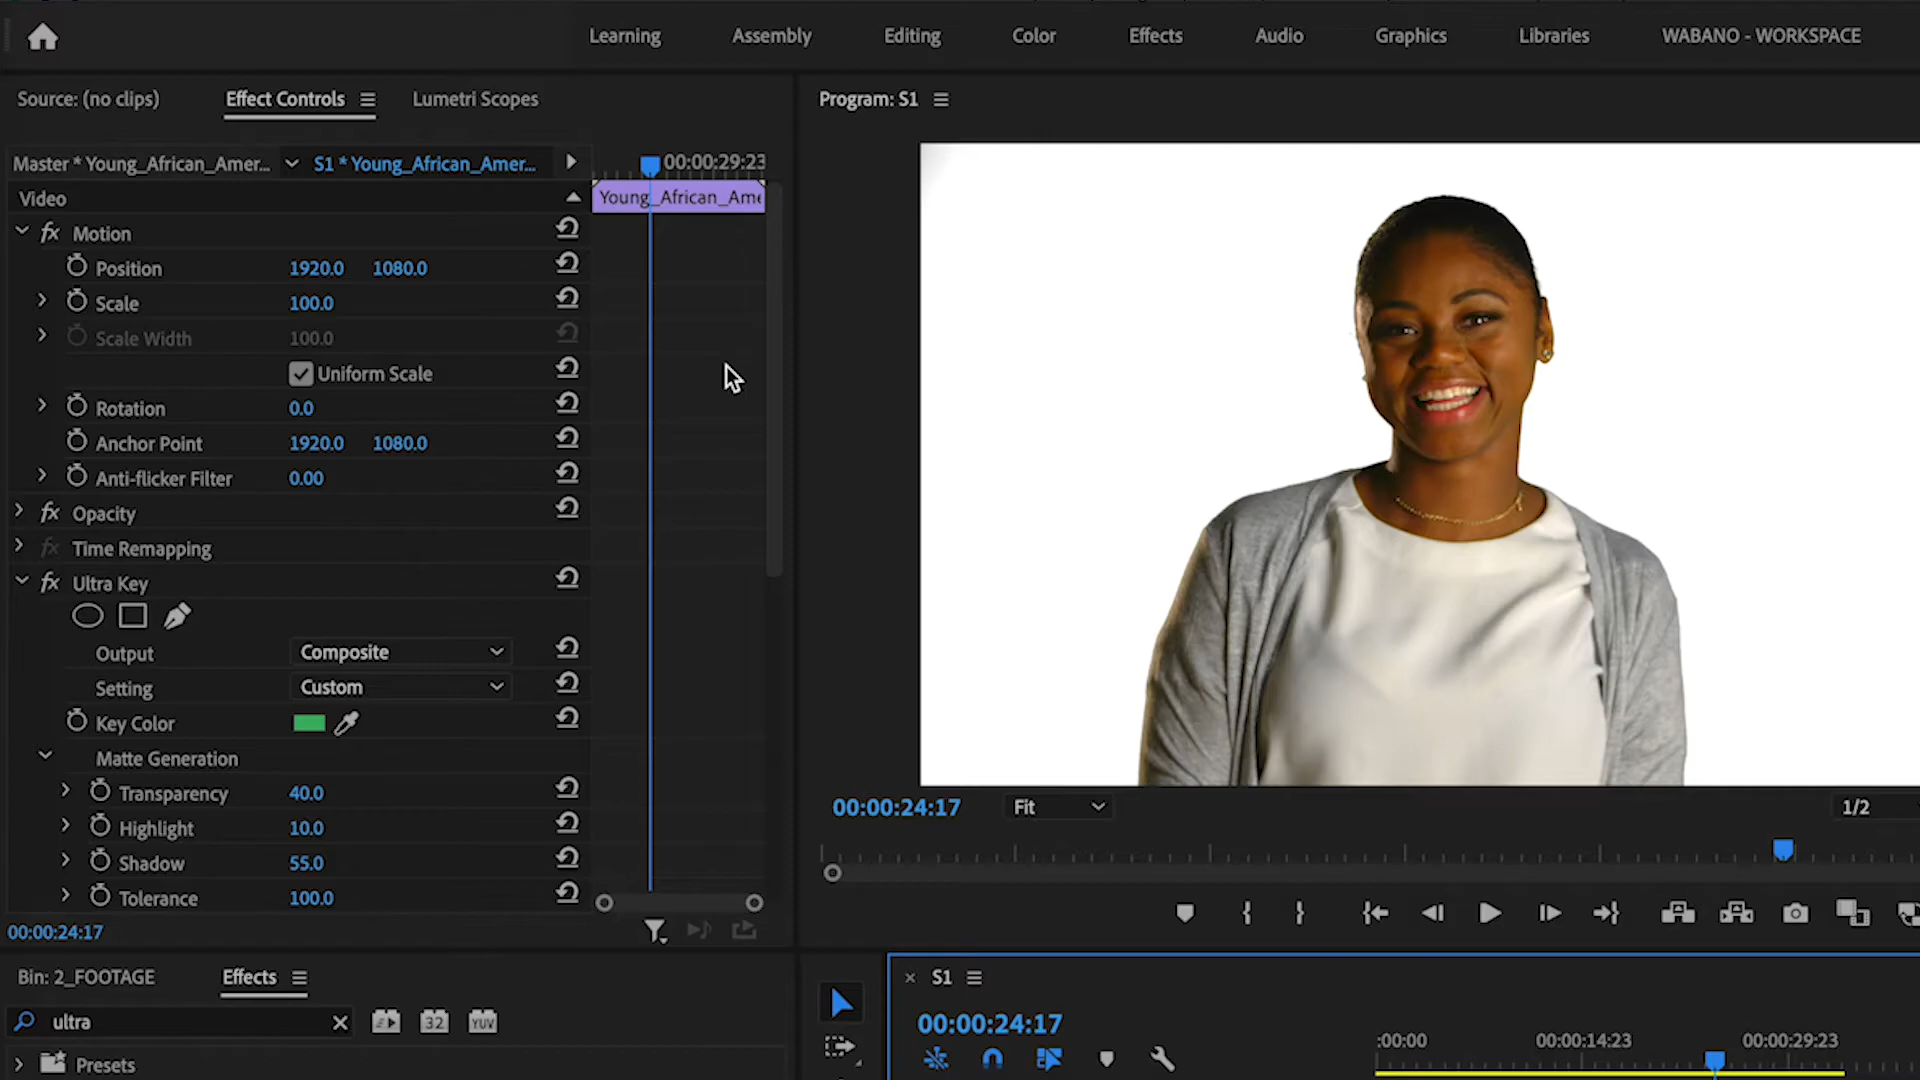 Learning Assembly Editing Color Effects Audio Graphics Libraries WABANO - WORKSPACE
Source: (no clips) Effect Controls Lumetri Scopes
Program: S1
Master * Young_African_Amer... S1 * Young_African_Amer... 00:00:29:23
Video Young_African_Ame
fx Motion
Position 1920.0 1080.0
Scale 100.0
Scale Width 100.0
Uniform Scale
Rotation 0.0
Anchor Point 1920.0 1080.0
Anti-flicker Filter 0.00
fx Opacity
fx Time Remapping
fx Ultra Key
Output Composite
Setting Custom
Key Color
Matte Generation
Transparency 40.0
Highlight 10.0
Shadow 55.0
Tolerance 100.0
00:00:24:17
00:00:24:17 Fit 1/2
Bin: 2_FOOTAGE Effects
ultra 32 YUV
Presets
S1
00:00:24:17
:00:00 00:00:14:23 00:00:29:23